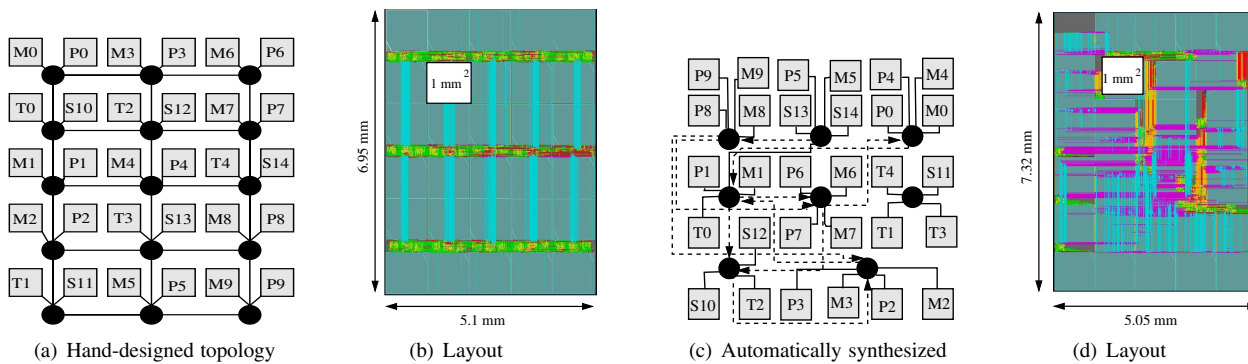 M0 P0 M3 P3 M6 P6
T0 S10 T2 S12 M7 P7
M1 P1 M4 P4 T4 S14
M2 P2 T3 S13 M8 P8
T1 S11 M5 P5 M9 P9
(a) Hand-designed topology
6.95 mm
1 mm 2
5.1 mm
(b) Layout
P9 M9 P5 M5 P4 M4
P8 M8 S13 S14 P0 M0
P1 M1 P6 M6 T4 S11
T0 S12 P7 M7 T1 T3
S10 T2 P3 M3 P2 M2
(c) Automatically synthesized
7.32 mm
1 mm 2
5.05 mm
(d) Layout